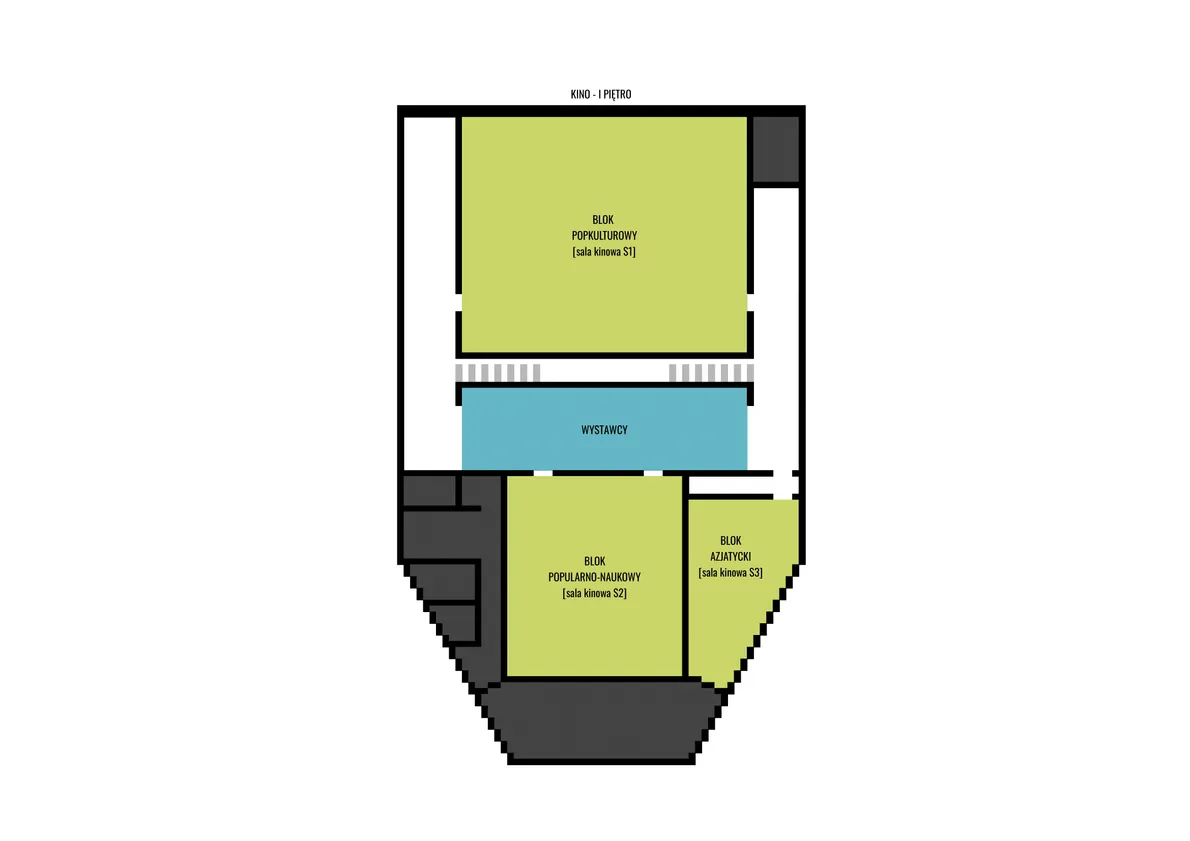 KINO - I PIĘTRO
BLOK
POPKULTUROWY
[sala kinowa S1]
WYSTAWCY
BLOK
AZJATYCKI
[sala kinowa S3]
BLOK
POPULARNO-NAUKOWY
[sala kinowa S2]